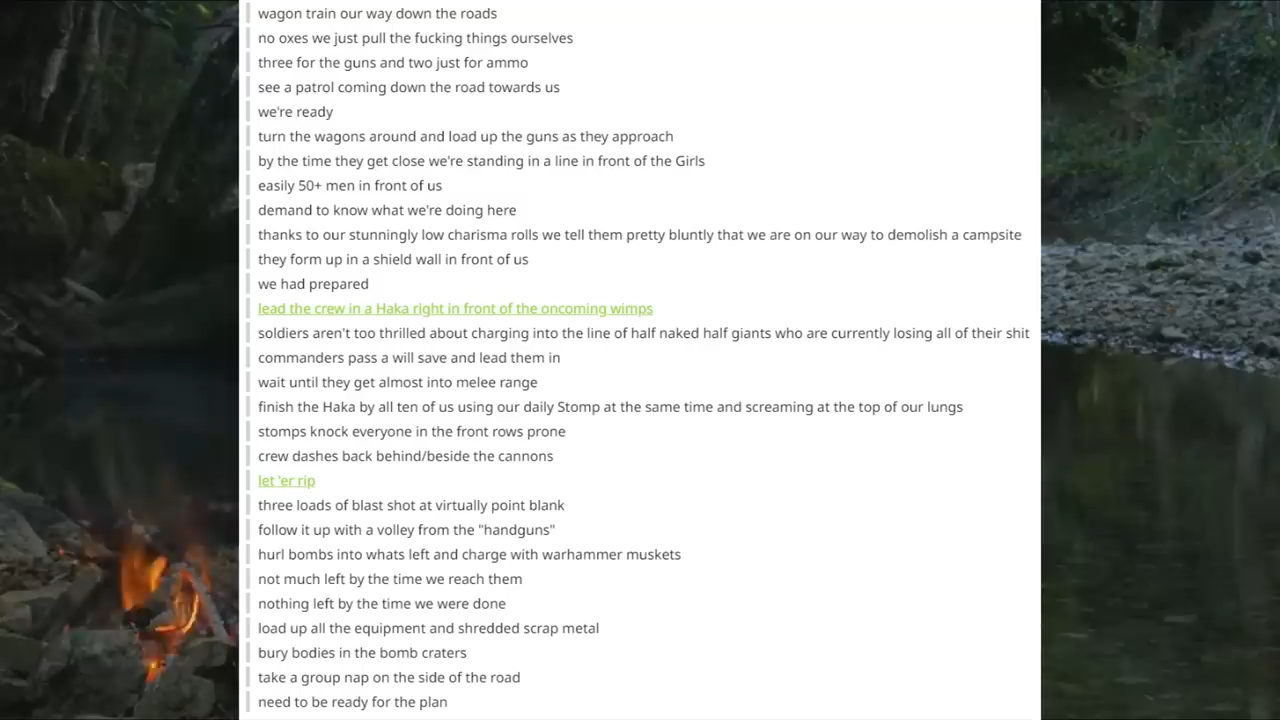 wagon train our way down the roads
no oxes we just pull the fucking things ourselves
three for the guns and two just for ammo
see a patrol coming down the road towards us
we're ready
turn the wagons around and load up the guns as they approach
by the time they get close we're standing in a line in front of the Girls
easily 50+ men in front of us
demand to know what we're doing here
thanks to our stunningly low charisma rolls we tell them pretty bluntly that we are on our way to demolish a campsite
they form up in a shield wall in front of us
we had prepared
lead the crew in a Haka right in front of the oncoming wimps
soldiers aren't too thrilled about charging into the line of half naked half giants who are currently losing all of their shit
commanders pass a will save and lead them in
wait until they get almost into melee range
finish the Haka by all ten of us using our daily Stomp at the same time and screaming at the top of our lungs
stomps knock everyone in the front rows prone
crew dashes back behind/beside the cannons
let 'er rip
three loads of blast shot at virtually point blank
follow it up with a volley from the "handguns"
hurl bombs into whats left and charge with warhammer muskets
not much left by the time we reach them
nothing left by the time we were done
load up all the equipment and shredded scrap metal
bury bodies in the bomb craters
take a group nap on the side of the road
need to be ready for the plan